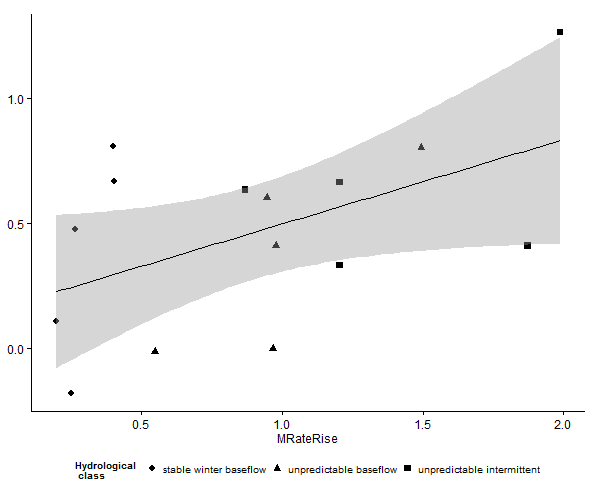 1.0
0.5
0.0
0.5 1.0 1.5 2.0
MRateRise
Hydrological
class
stable winter baseflow unpredictable baseflow unpredictable intermittent